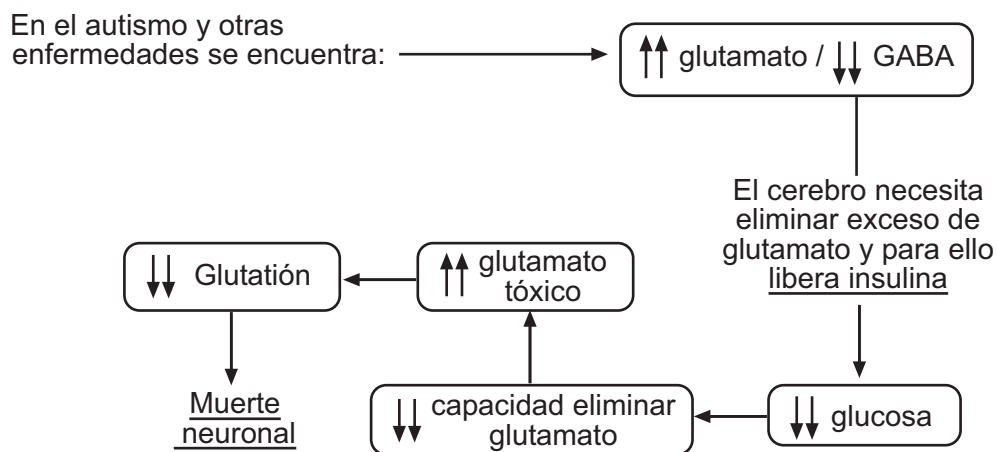 En el autismo y otras
enfermedades se encuentra:
↑↑ glutamato / ↓↓ GABA
El cerebro necesita
eliminar exceso de
glutamato y para ello
libera insulina
↓↓ glucosa
↓↓ capacidad eliminar
glutamato
↑↑ glutamato
tóxico
↓↓ Glutatión
Muerte
neuronal